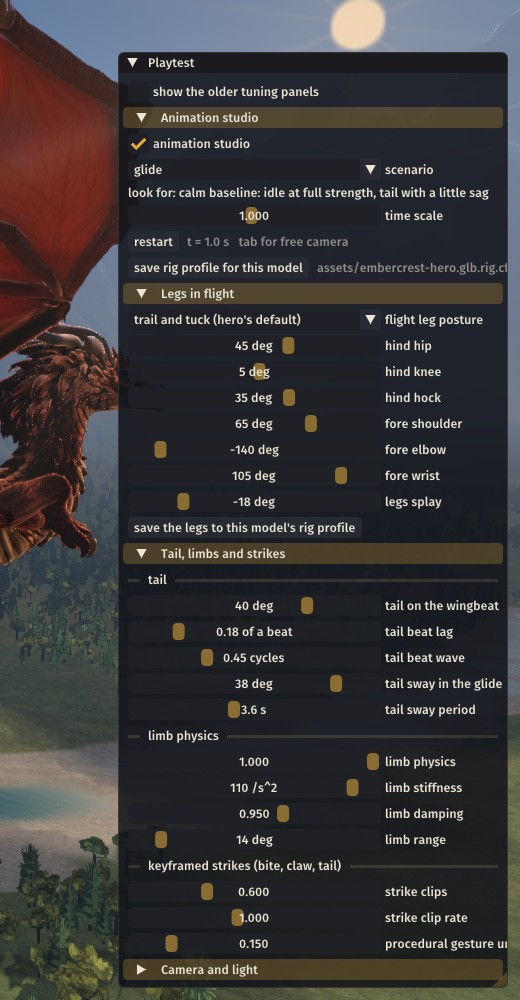 Playtest
show the older tuning panels
Animation studio
animation studio
glide scenario
look for: calm baseline: idle at full strength, tail with a little sag
1.000 time scale
restart t = 1.0 s tab for free camera
save rig profile for this model assets/embercrest-hero.glb.rig.cf
Legs in flight
trail and tuck (hero's default) flight leg posture
45 deg hind hip
5 deg hind knee
35 deg hind hock
65 deg fore shoulder
-140 deg fore elbow
105 deg fore wrist
-18 deg legs splay
save the legs to this model's rig profile
Tail, limbs and strikes
tail
40 deg tail on the wingbeat
0.18 of a beat tail beat lag
0.45 cycles tail beat wave
38 deg tail sway in the glide
3.6 s tail sway period
limb physics
1.000 limb physics
110 /s^2 limb stiffness
0.950 limb damping
14 deg limb range
keyframed strikes (bite, claw, tail)
0.600 strike clips
1.000 strike clip rate
0.150 procedural gesture
Camera and light